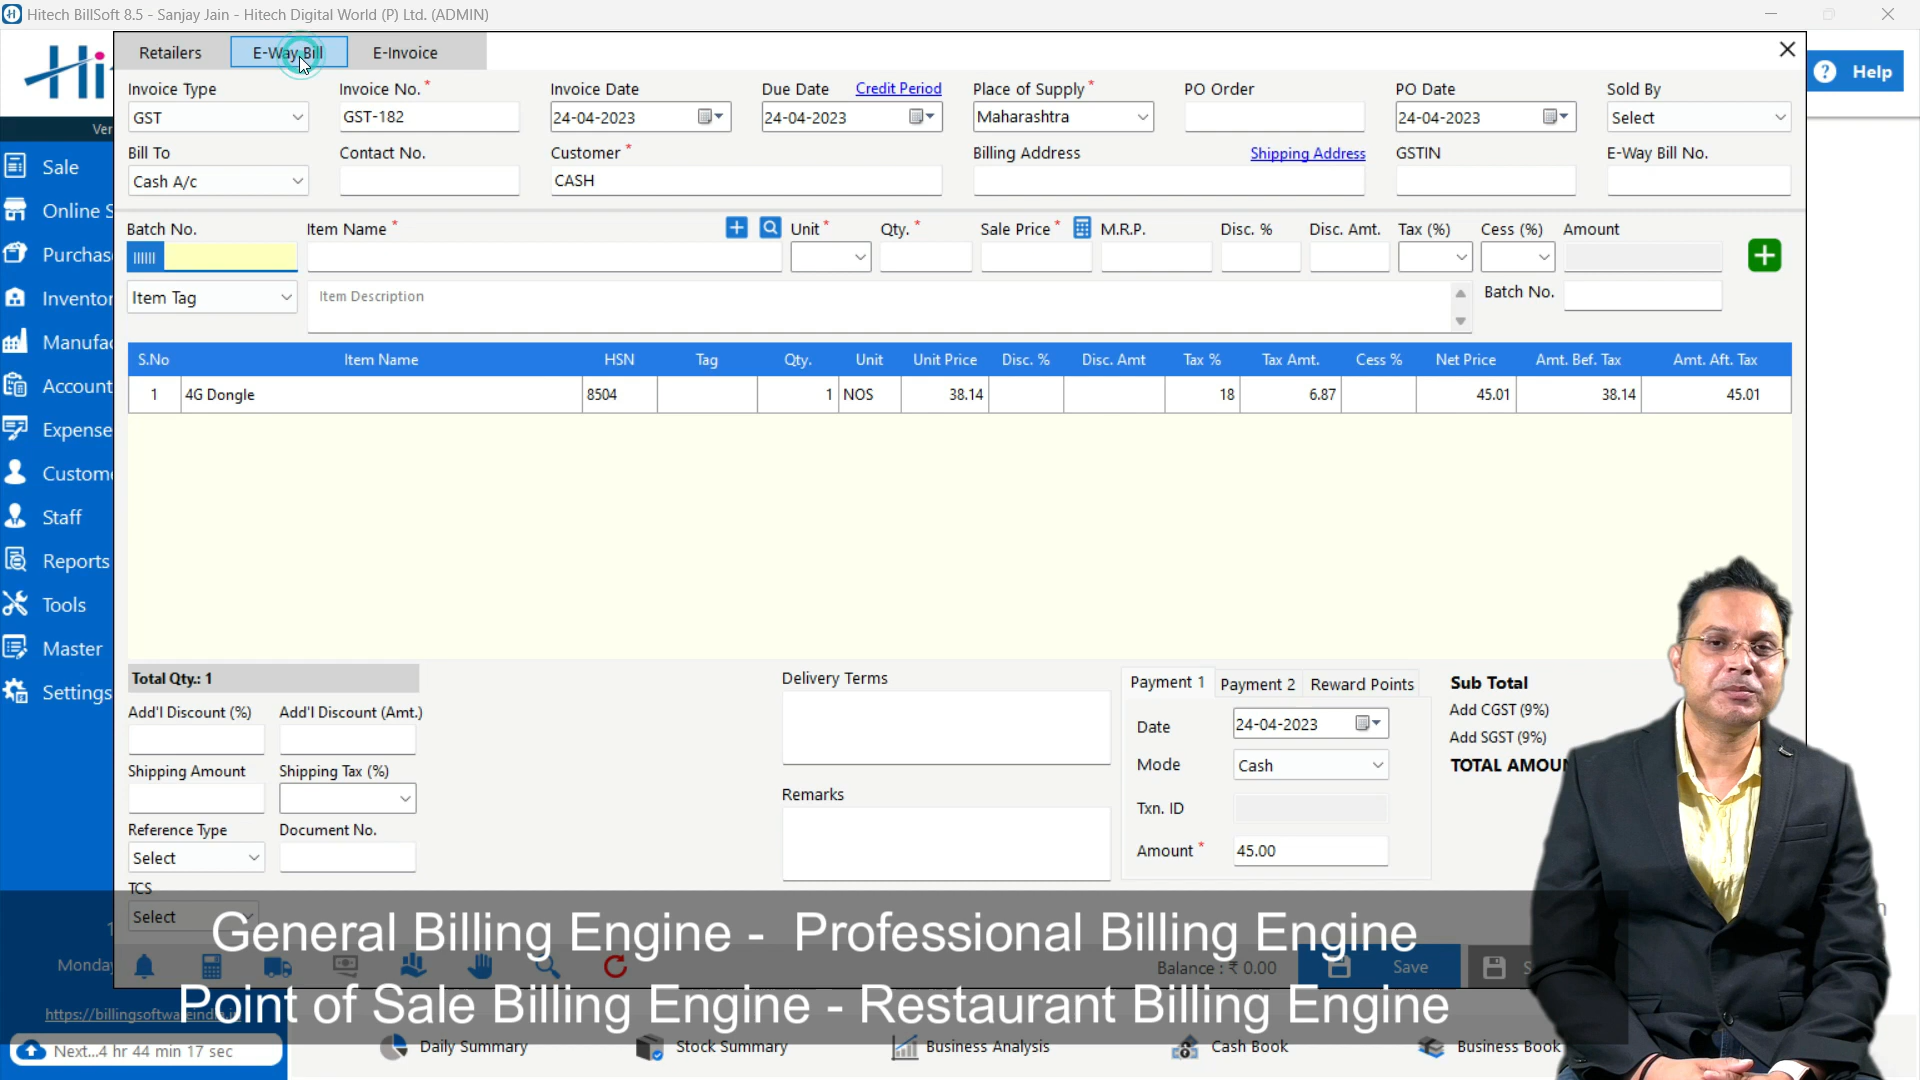 Hitech BillSoft 8.5 - Sanjay Jain - Hitech Digital World (P) Ltd. (ADMIN)
Retailers E-Way Bill E-Invoice
Help
Invoice Type Invoice No. * Invoice Date Due Date Credit Period Place of Supply * PO Order PO Date Sold By
GST GST-182 24-04-2023 24-04-2023 Maharashtra 24-04-2023 Select
Bill To Contact No. Customer * Billing Address Shipping Address GSTIN E-Way Bill No.
Cash A/c CASH
Batch No. Item Name * Unit * Qty. * Sale Price * M.R.P. Disc. % Disc. Amt. Tax (%) Cess (%) Amount
Item Tag Item Description Batch No.
S.No Item Name HSN Tag Qty. Unit Unit Price Disc. % Disc. Amt Tax % Tax Amt. Cess % Net Price Amt. Bef. Tax Amt. Aft. Tax
1 4G Dongle 8504 1 NOS 38.14 18 6.87 45.01 38.14 45.01
Sale
Online S
Purchas
Inventor
Manufac
Account
Expense
Custome
Staff
Reports
Tools
Master
Settings
Total Qty.: 1
Add'l Discount (%) Add'l Discount (Amt.)
Shipping Amount Shipping Tax (%)
Reference Type Document No.
Select
TCS
Select
Delivery Terms
Remarks
Payment 1 Payment 2 Reward Points
Date 24-04-2023
Mode Cash
Txn. ID
Amount * 45.00
Sub Total
Add CGST (9%)
Add SGST (9%)
TOTAL AMOUN
General Billing Engine - Professional Billing Engine
Monday
Balance : ₹ 0.00 Save S
Point of Sale Billing Engine - Restaurant Billing Engine
Next...4 hr 44 min 17 sec
Daily Summary Stock Summary Business Analysis Cash Book Business Book